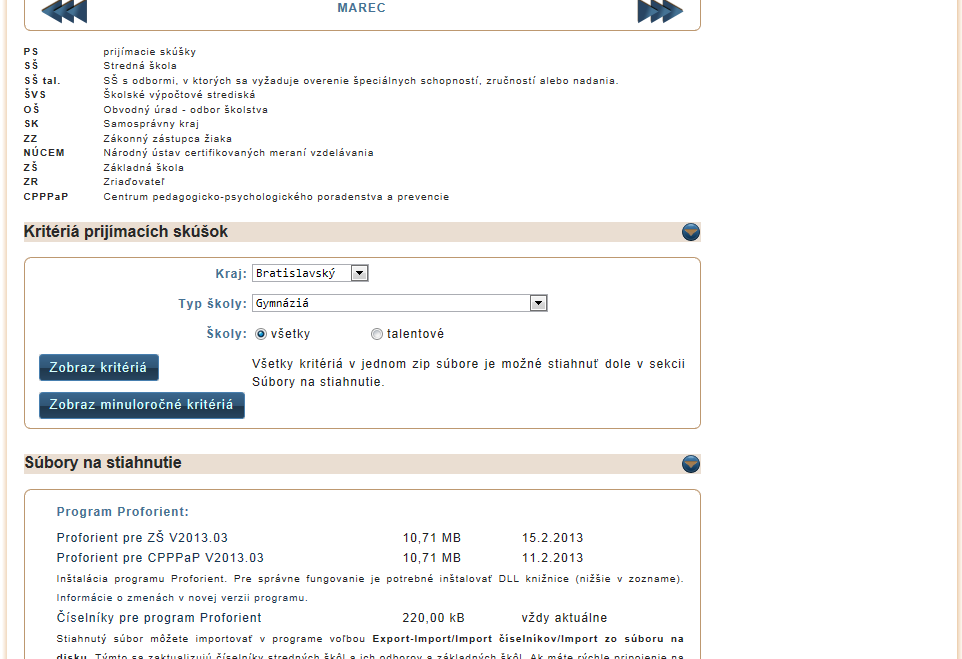 MAREC
PS prijímacie skúšky
SŠ Stredná škola
SŠ tal. SŠ s odbormi, v ktorých sa vyžaduje overenie špeciálnych schopností, zručností alebo nadania.
ŠVS Školské výpočtové strediská
OŠ Obvodný úrad - odbor školstva
SK Samosprávny kraj
ZZ Zákonný zástupca žiaka
NÚCEM Národný ústav certifikovaných meraní vzdelávania
ZŠ Základná škola
ZR Zriaďovateľ
CPPPaP Centrum pedagogicko-psychologického poradenstva a prevencie
Kritériá prijímacích skúšok
Kraj: Bratislavský
Typ školy: Gymnáziá
Školy: všetky talentové
Zobraz kritériá
Všetky kritériá v jednom zip súbore je možné stiahnuť dole v sekcii
Súbory na stiahnutie.
Zobraz minuloročné kritériá
Súbory na stiahnutie
Program Proforient:
Proforient pre ZŠ V2013.03 10,71 MB 15.2.2013
Proforient pre CPPPaP V2013.03 10,71 MB 11.2.2013
Inštalácia programu Proforient. Pre správne fungovanie je potrebné inštalovať DLL knižnice (nižšie v zozname).
Informácie o zmenách v novej verzii programu.
Číselníky pre program Proforient 220,00 kB vždy aktuálne
Stiahnutý súbor môžete importovať v programe voľbou Export-Import/Import číselníkov/Import zo súboru na
disku. Týmto sa zaktualizujú číselníky stredných škôl a ich odborov a základných škôl. Ak máte rýchle pripojenie na